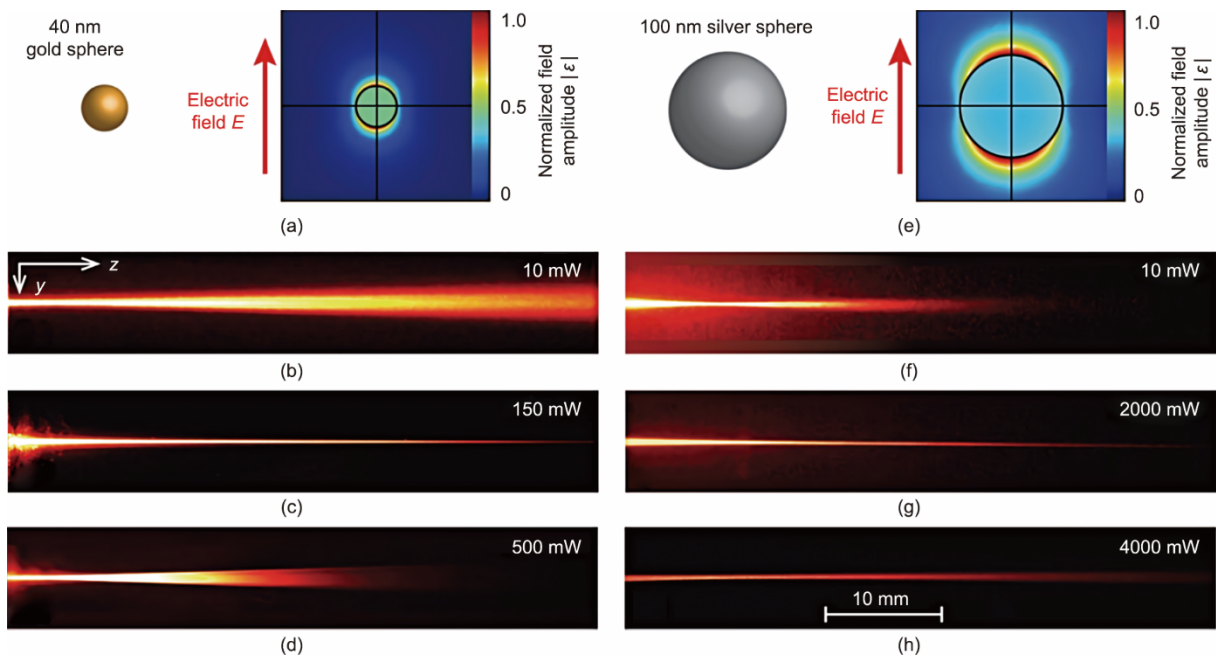 40 nm
gold sphere
Electric
field E
1.0
0.5
0
Normalized field
amplitude |ε|
(a)
100 nm silver sphere
Electric
field E
1.0
0.5
0
Normalized field
amplitude |ε|
(e)
z
y
10 mW
(b)
10 mW
(f)
150 mW
(c)
2000 mW
(g)
500 mW
(d)
4000 mW
10 mm
(h)